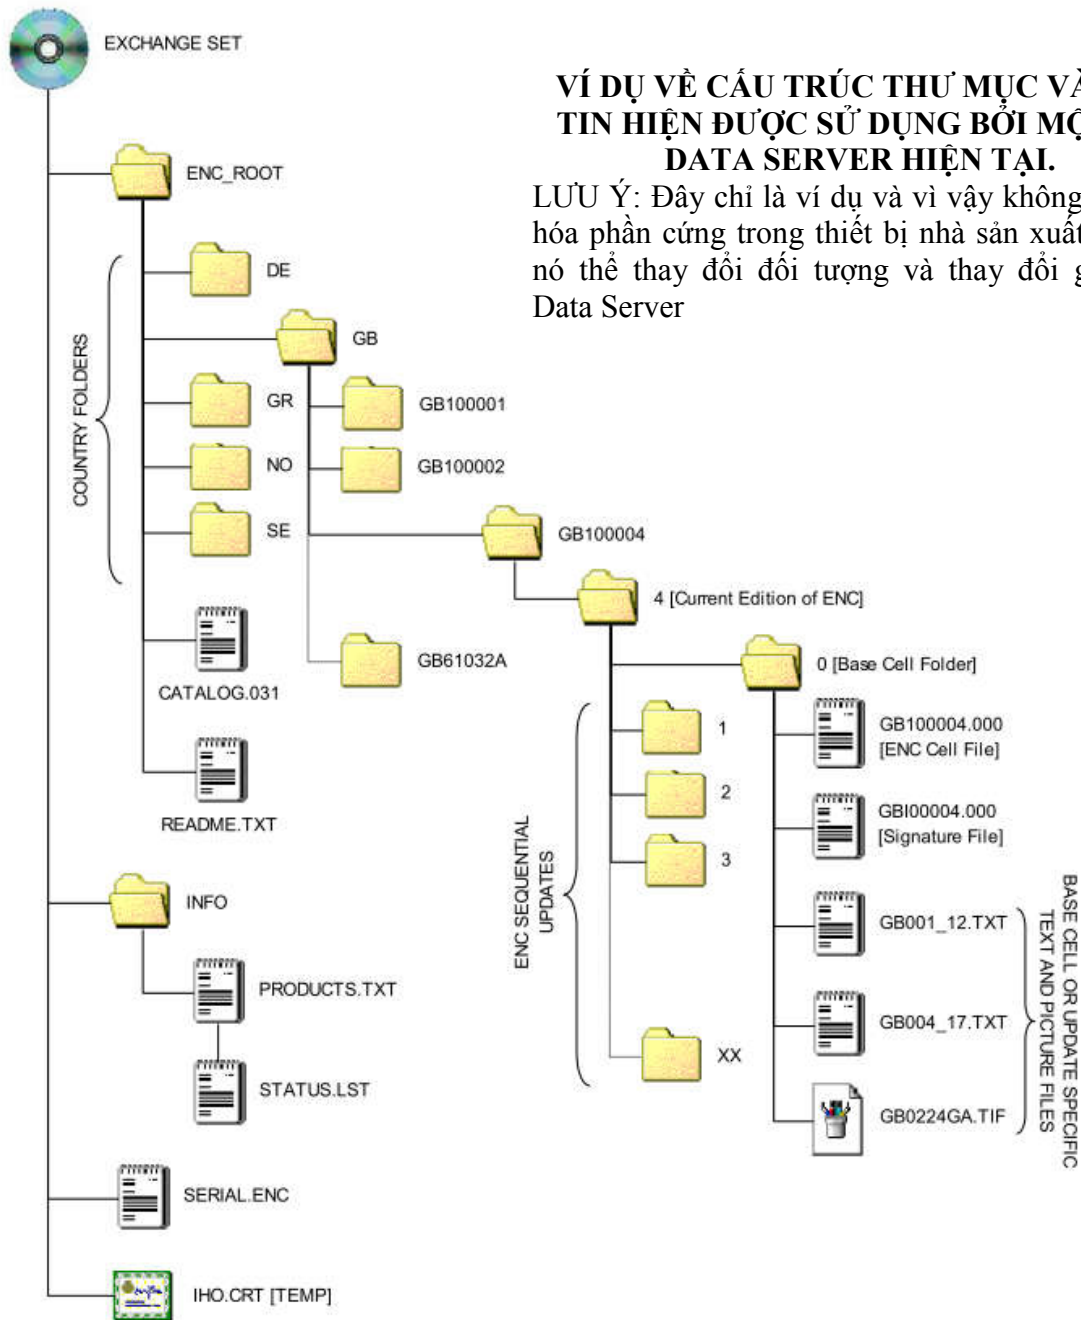 EXCHANGE SET
VÍ DỤ VỀ CẤU TRÚC THƯ MỤC VÀ
TIN HIỆN ĐƯỢC SỬ DỤNG BỞI MỘ
DATA SERVER HIỆN TẠI.
LƯU Ý: Đây chỉ là ví dụ và vì vậy không
hóa phần cứng trong thiết bị nhà sản xuất
nó thể thay đổi đối tượng và thay đổi g
Data Server
ENC_ROOT
COUNTRY FOLDERS
DE
GB
GR
GB100001
NO
GB100002
SE
GB100004
4 [Current Edition of ENC]
GB61032A
0 [Base Cell Folder]
CATALOG.031
README.TXT
ENC SEQUENTIAL
UPDATES
1
2
3
XX
GB100004.000
[ENC Cell File]
GBI00004.000
[Signature File]
GB001_12.TXT
GB004_17.TXT
GB0224GA.TIF
BASE CELL OR UPDATE SPECIFIC
TEXT AND PICTURE FILES
INFO
PRODUCTS.TXT
STATUS.LST
SERIAL.ENC
IHO.CRT [TEMP]